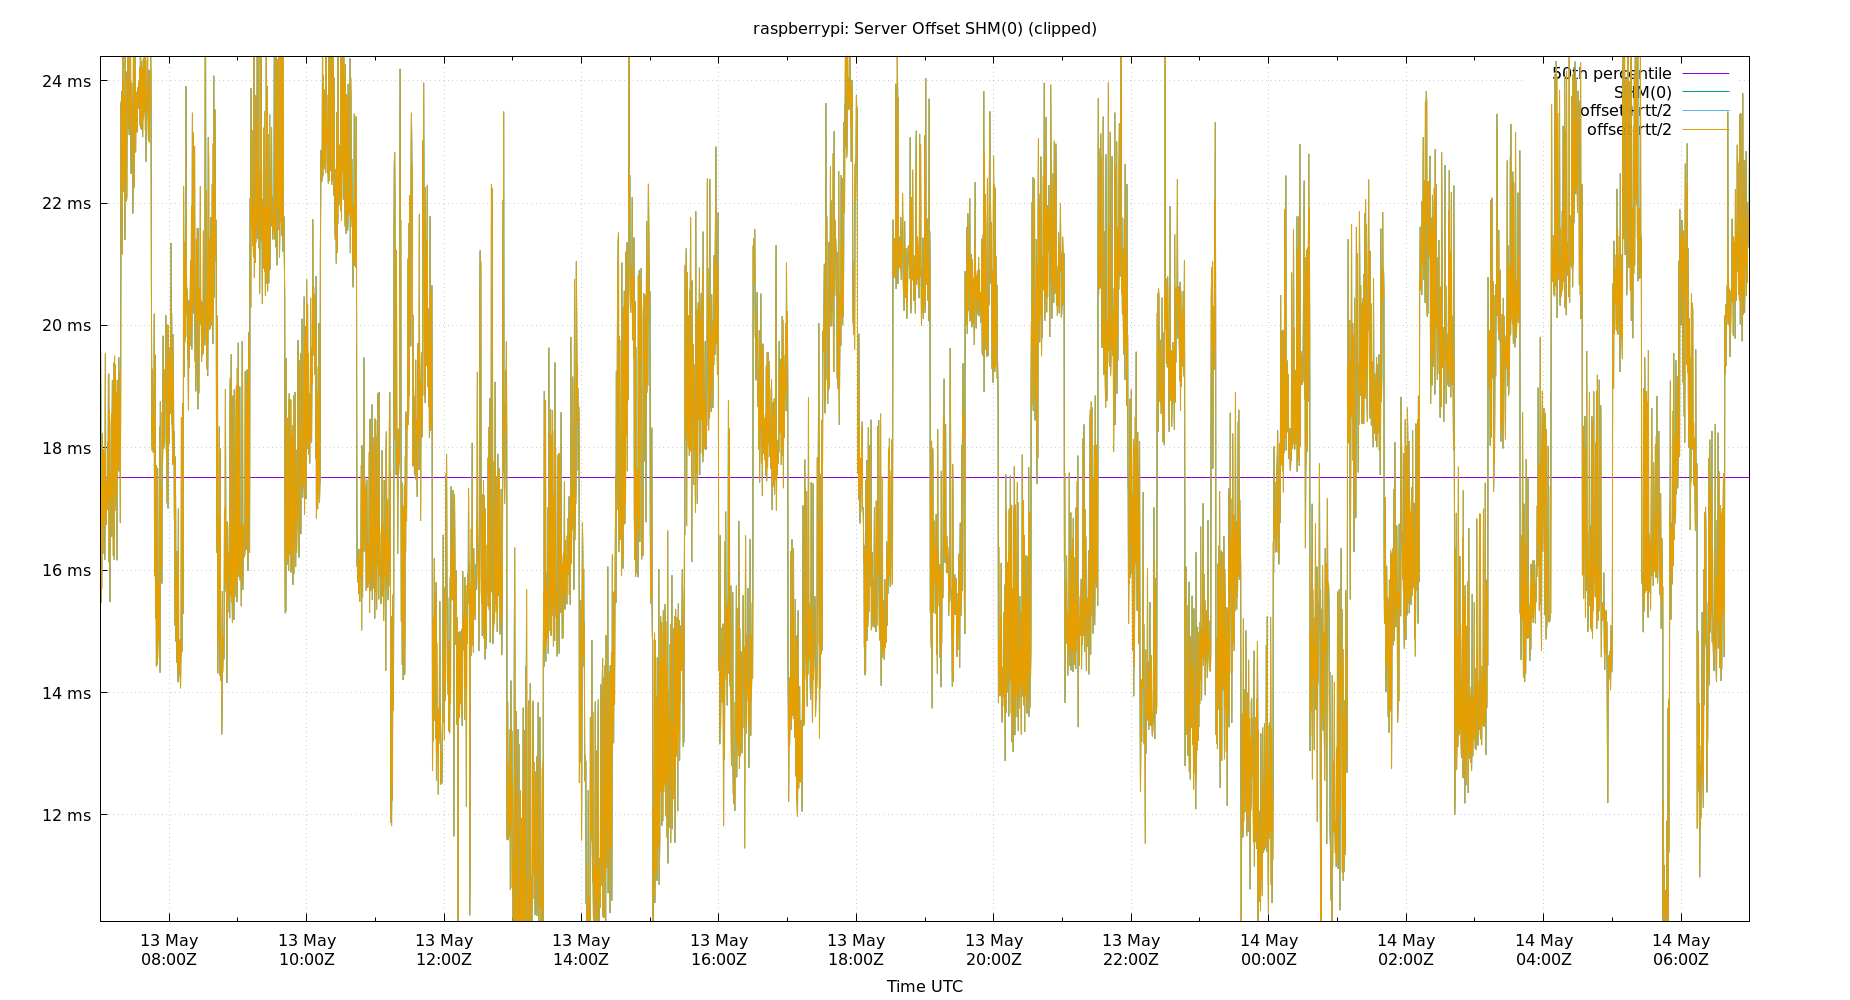 raspberrypi: Server Offset SHM(0) (clipped)
24 ms
22 ms
20 ms
18 ms
16 ms
14 ms
12 ms
50th percentile
SHM(0)
offset+rtt/2
offset-rtt/2
13 May 08:00Z
13 May 10:00Z
13 May 12:00Z
13 May 14:00Z
13 May 16:00Z
13 May 18:00Z
13 May 20:00Z
13 May 22:00Z
14 May 00:00Z
14 May 02:00Z
14 May 04:00Z
14 May 06:00Z
Time UTC